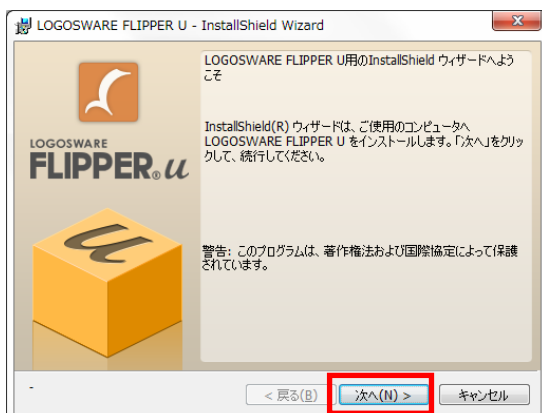 LOGOSWARE FLIPPER U - InstallShield Wizard
LOGOSWARE FLIPPER U用のInstallShield ウィザードへよう
こそ
InstallShield(R) ウィザードは、ご使用のコンピュータへ
LOGOSWARE FLIPPER U をインストールします。「次へ」をクリッ
クして、続行してください。
LOGOSWARE
FLIPPER® u
u
警告: このプログラムは、著作権法および国際協定によって保護
されています。
< 戻る(B)
次へ(N) >
キャンセル